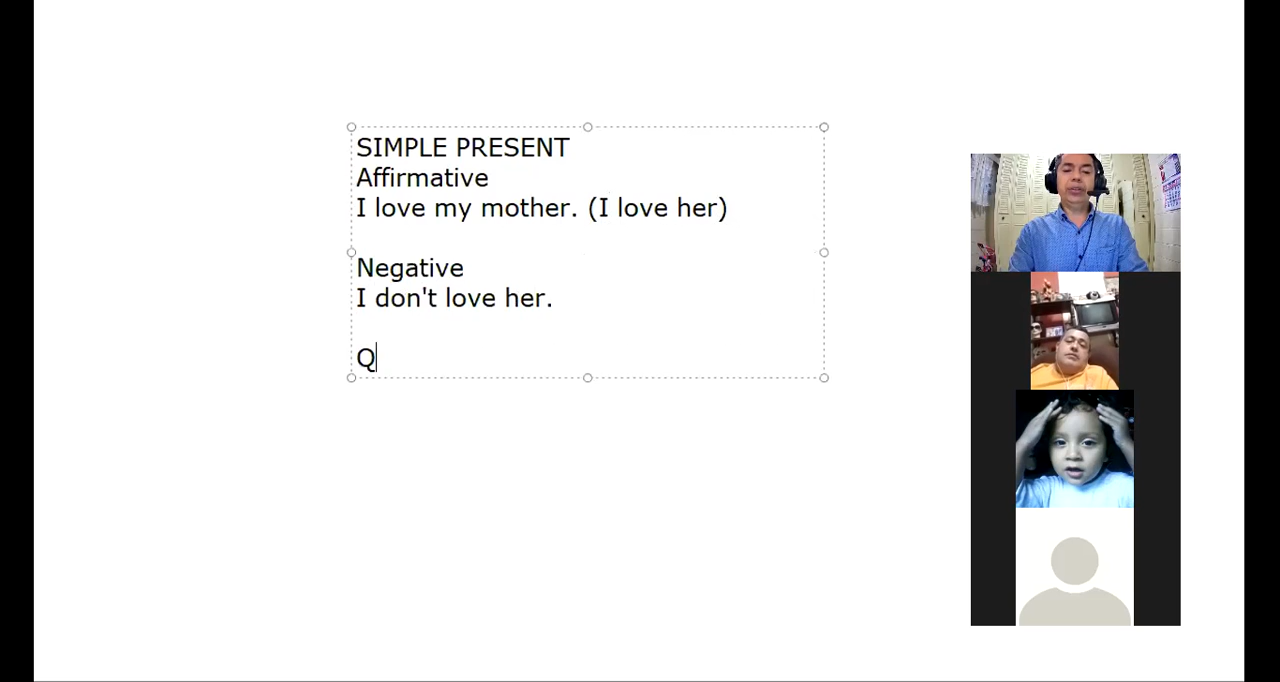 SIMPLE PRESENT
Affirmative
I love my mother. (I love her)
Negative
I don't love her.
Q